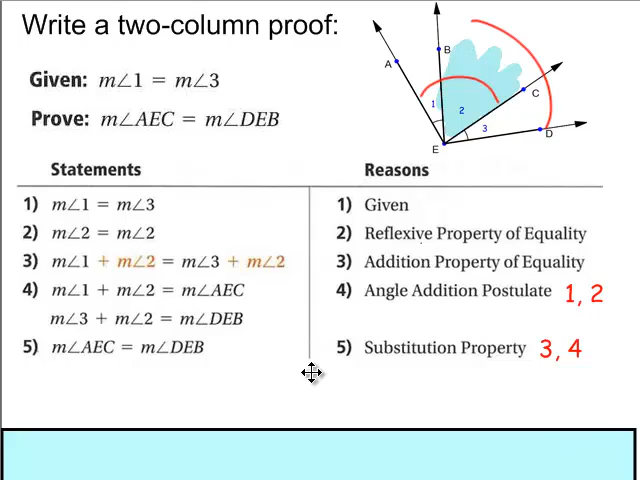 Write a two-column proof:
Given: m∠1 = m∠3
Prove: m∠AEC = m∠DEB
A
B
C
D
E
1
2
3
Statements Reasons
1) m∠1 = m∠3 1) Given
2) m∠2 = m∠2 2) Reflexive Property of Equality
3) m∠1 + m∠2 = m∠3 + m∠2 3) Addition Property of Equality
4) m∠1 + m∠2 = m∠AEC 4) Angle Addition Postulate 1, 2
m∠3 + m∠2 = m∠DEB
5) m∠AEC = m∠DEB 5) Substitution Property 3, 4